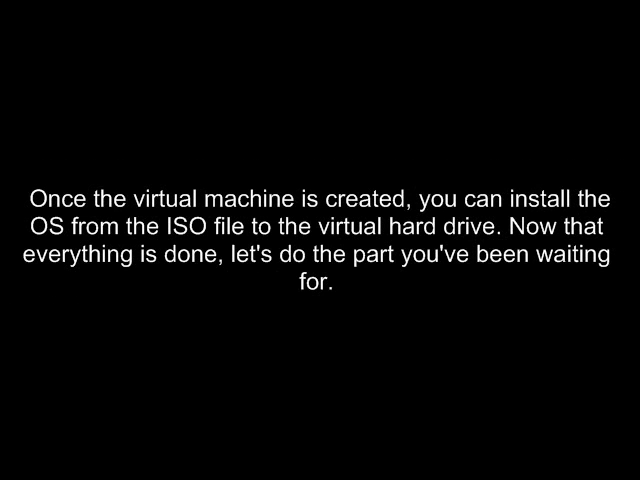 Once the virtual machine is created, you can install the
OS from the ISO file to the virtual hard drive. Now that
everything is done, let's do the part you've been waiting
for.